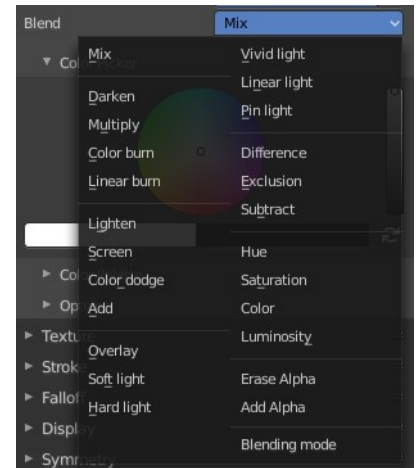 Blend
Mix
Mix
Darken
Multiply
Color burn
Linear burn
Lighten
Screen
Color dodge
Add
Overlay
Soft light
Hard light
Vivid light
Linear light
Pin light
Difference
Exclusion
Subtract
Hue
Saturation
Color
Luminosity
Erase Alpha
Add Alpha
Blending mode